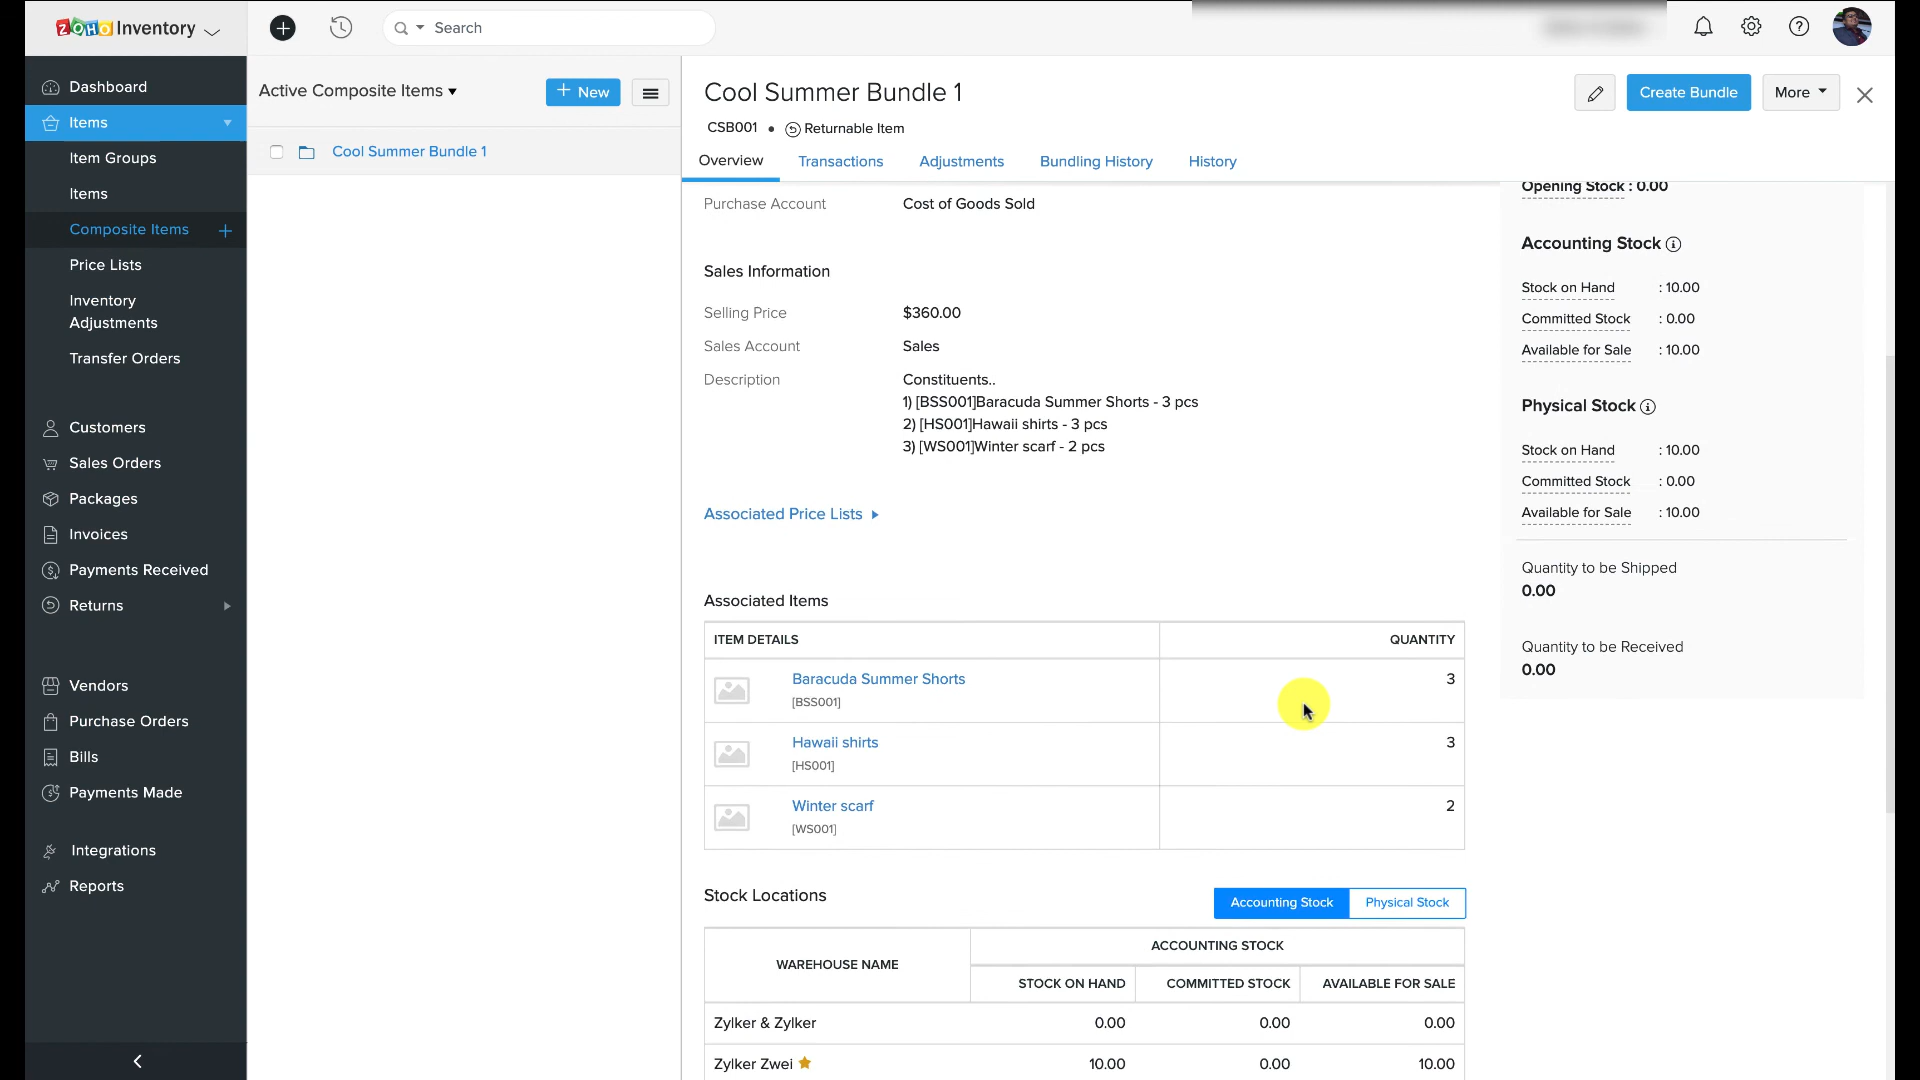 ZOHO Inventory
Search
Dashboard
Items
Item Groups
Items
Composite Items
Price Lists
Inventory
Adjustments
Transfer Orders
Customers
Sales Orders
Packages
Invoices
Payments Received
Returns
Vendors
Purchase Orders
Bills
Payments Made
Integrations
Reports
Active Composite Items
+ New
Cool Summer Bundle 1
Cool Summer Bundle 1
Create Bundle
More
CSB001 • Returnable Item
Overview
Transactions
Adjustments
Bundling History
History
Purchase Account Cost of Goods Sold
Sales Information
Selling Price $360.00
Sales Account Sales
Description Constituents..
1) [BSS001]Baracuda Summer Shorts - 3 pcs
2) [HS001]Hawaii shirts - 3 pcs
3) [WS001]Winter scarf - 2 pcs
Associated Price Lists
Associated Items
ITEM DETAILS QUANTITY
Baracuda Summer Shorts 3
[BSS001]
Hawaii shirts 3
[HS001]
Winter scarf 2
[WS001]
Stock Locations
Accounting Stock Physical Stock
WAREHOUSE NAME
ACCOUNTING STOCK
STOCK ON HAND COMMITTED STOCK AVAILABLE FOR SALE
Zylker & Zylker 0.00 0.00 0.00
Zylker Zwei 10.00 0.00 10.00
Opening Stock : 0.00
Accounting Stock
Stock on Hand : 10.00
Committed Stock : 0.00
Available for Sale : 10.00
Physical Stock
Stock on Hand : 10.00
Committed Stock : 0.00
Available for Sale : 10.00
Quantity to be Shipped
0.00
Quantity to be Received
0.00